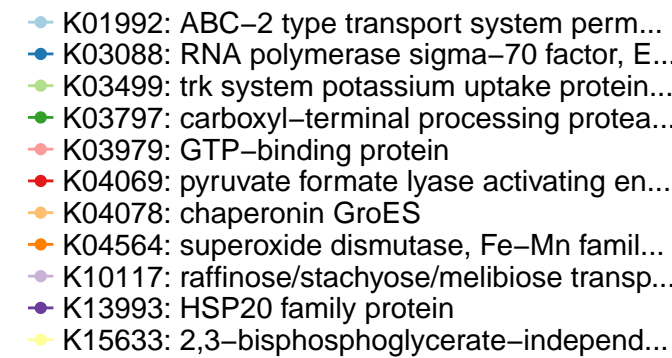 K01992: ABC−2 type transport system perm...
K03088: RNA polymerase sigma−70 factor, E...
K03499: trk system potassium uptake protein...
K03797: carboxyl−terminal processing protea...
K03979: GTP−binding protein
K04069: pyruvate formate lyase activating en...
K04078: chaperonin GroES
K04564: superoxide dismutase, Fe−Mn famil...
K10117: raffinose/stachyose/melibiose transp...
K13993: HSP20 family protein
K15633: 2,3−bisphosphoglycerate−independ...